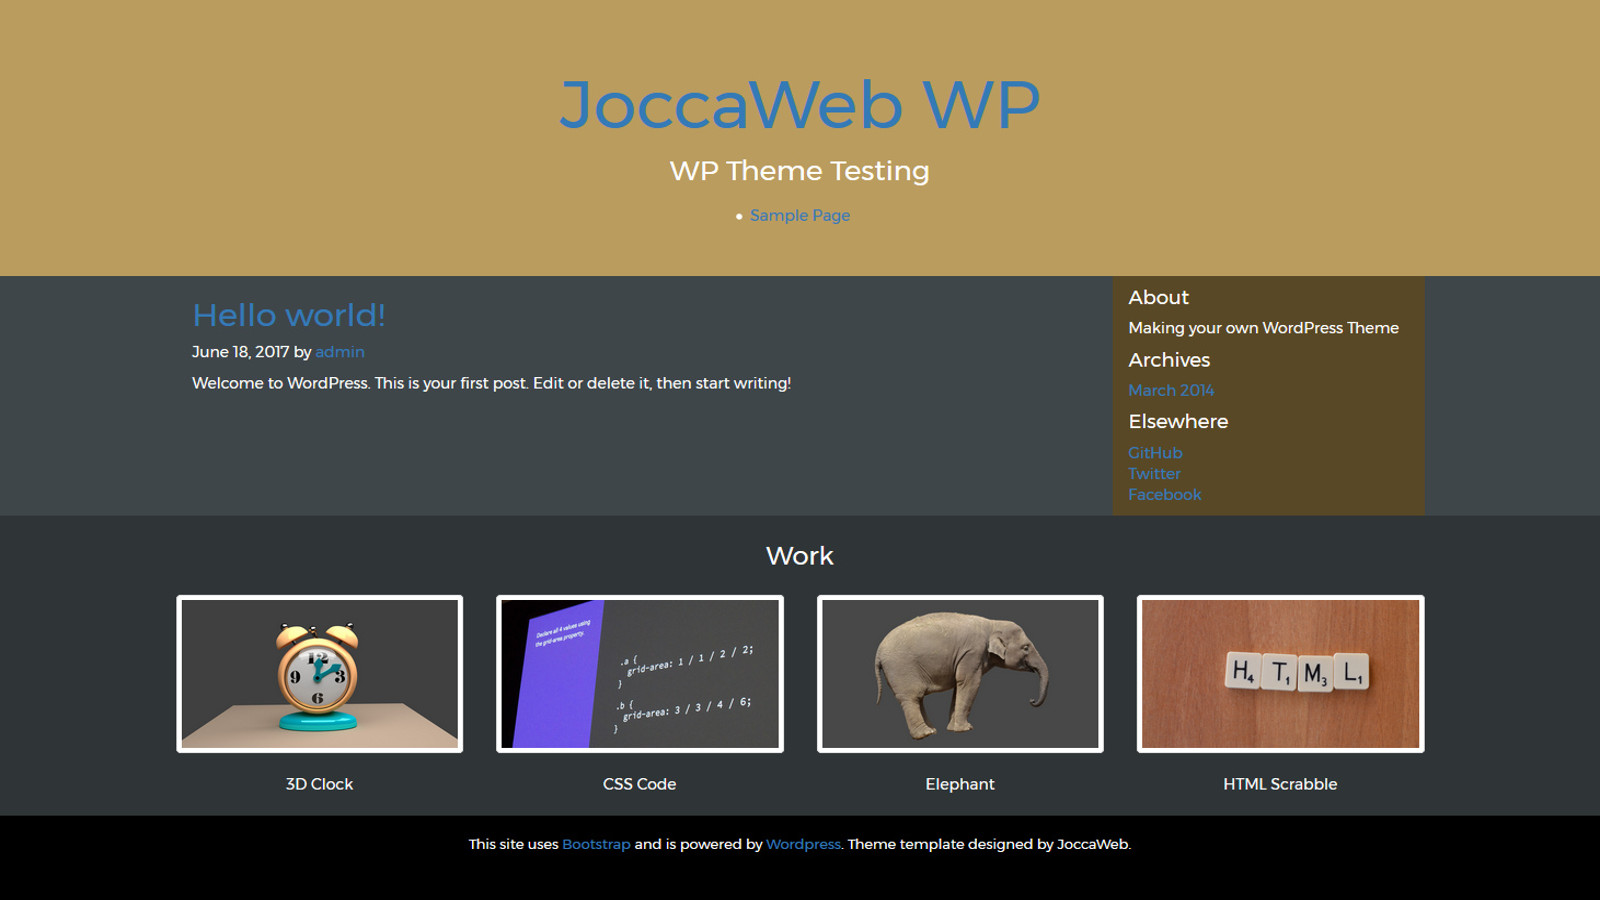 JoccaWeb WP
WP Theme Testing
Sample Page
Hello world!
June 18, 2017 by admin
Welcome to WordPress. This is your first post. Edit or delete it, then start writing!
About
Making your own WordPress Theme
Archives
March 2014
Elsewhere
GitHub
Twitter
Facebook
Work
12
9 3
6
Declare all 4 values using
the grid-area property.
.a {
grid-area: 1 / 1 / 2 / 2;
}
.b {
grid-area: 3 / 3 / 4 / 6;
}
H4 T1 M3 L1
3D Clock
CSS Code
Elephant
HTML Scrabble
This site uses Bootstrap and is powered by Wordpress. Theme template designed by JoccaWeb.